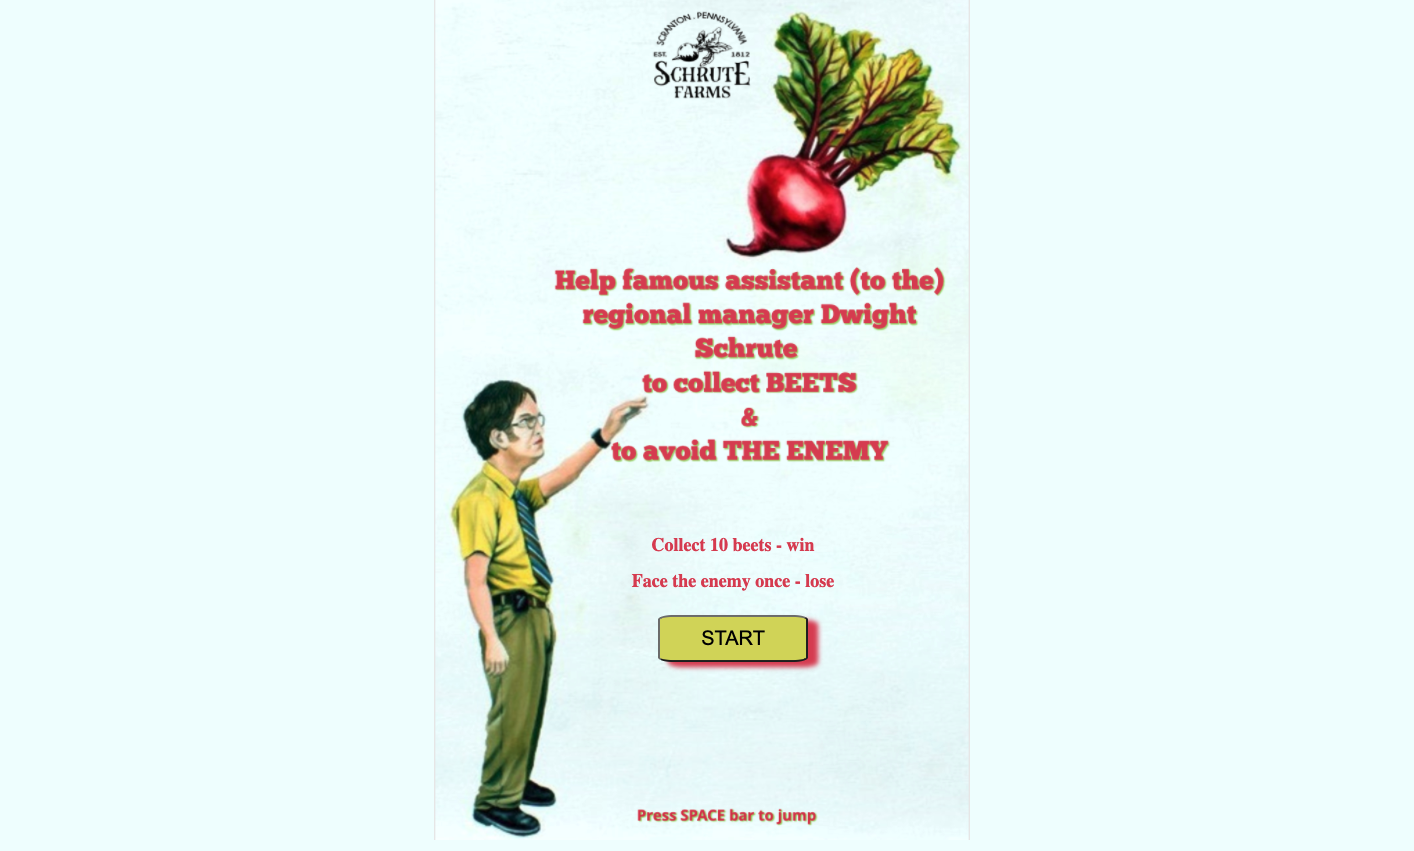 SCRANTON . PENNSYLVANIA
EST. 1812
SCHRUTE
FARMS
Help famous assistant (to the)
regional manager Dwight
Schrute
to collect BEETS
&
to avoid THE ENEMY
Collect 10 beets - win
Face the enemy once - lose
START
Press SPACE bar to jump